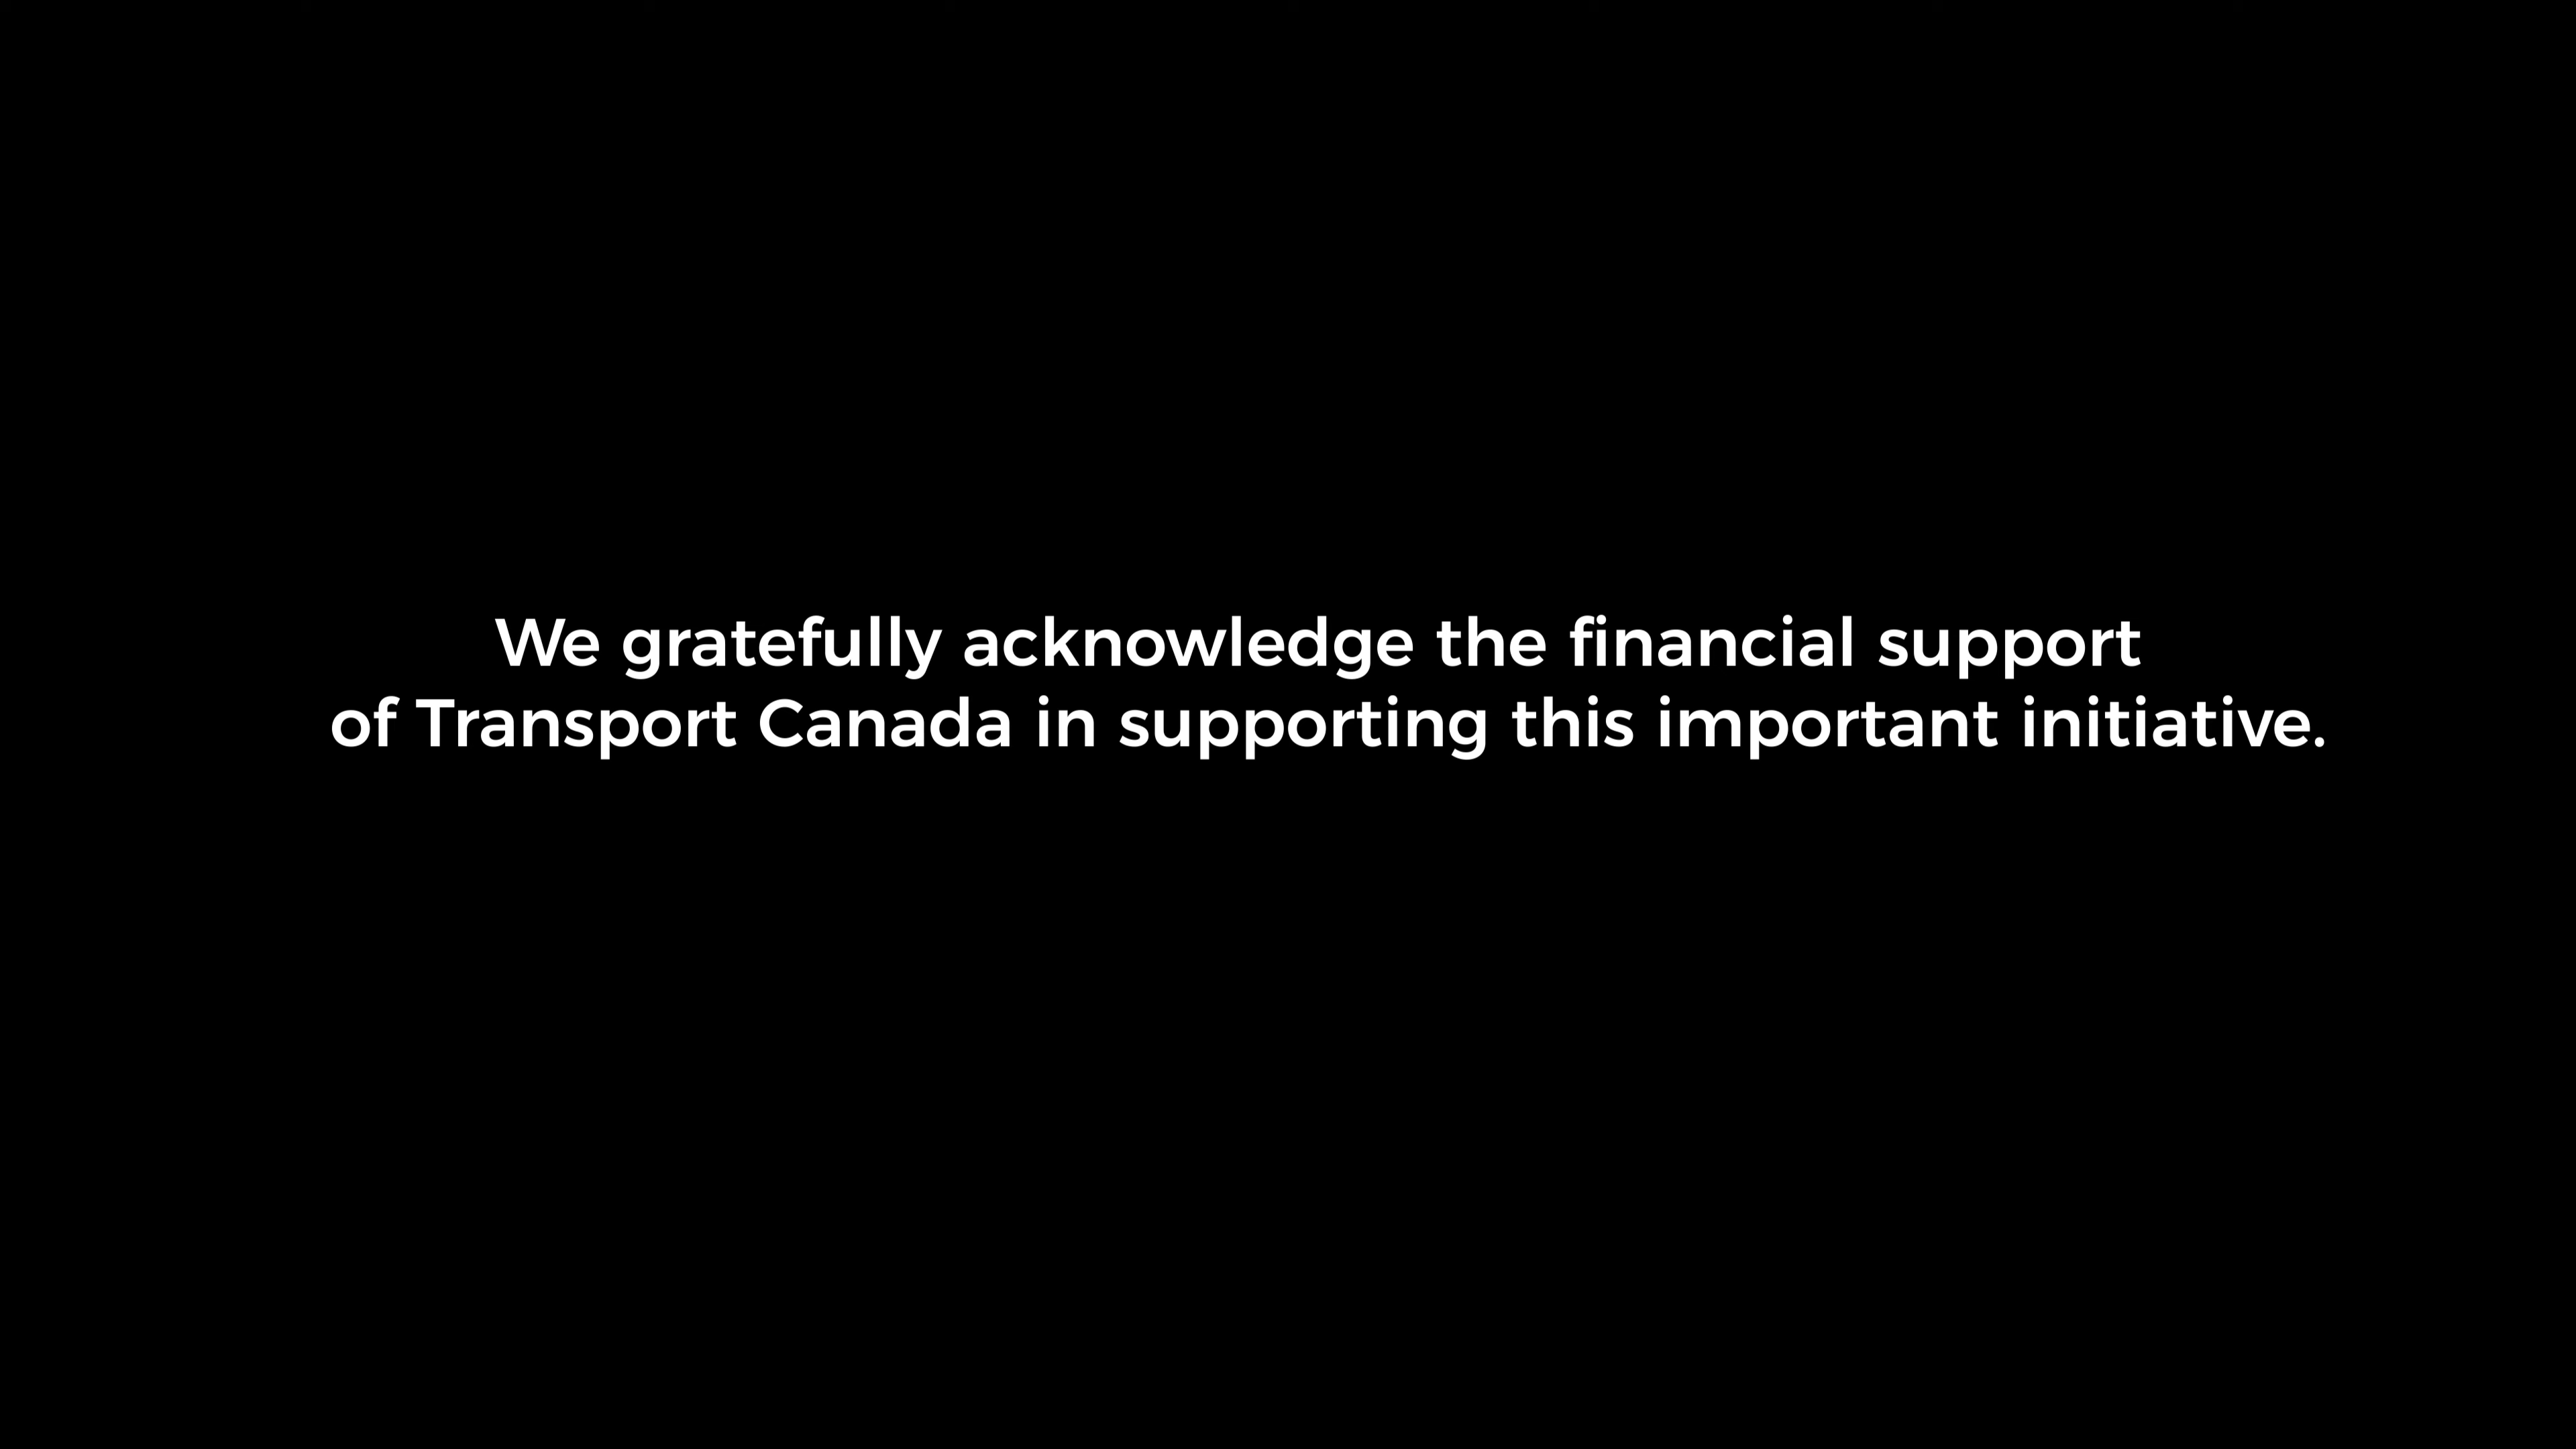 We gratefully acknowledge the financial support
of Transport Canada in supporting this important initiative.